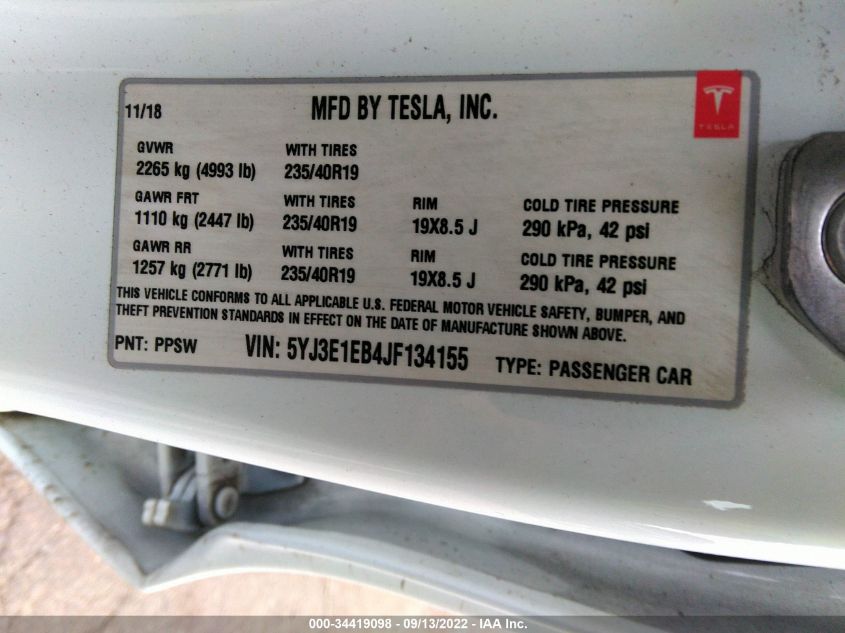 11/18 MFD BY TESLA, INC.
TESLA
GVWR WITH TIRES
2265 kg (4993 lb) 235/40R19
GAWR FRT WITH TIRES RIM COLD TIRE PRESSURE
1110 kg (2447 lb) 235/40R19 19X8.5 J 290 kPa, 42 psi
GAWR RR WITH TIRES RIM COLD TIRE PRESSURE
1257 kg (2771 lb) 235/40R19 19X8.5 J 290 kPa, 42 psi
THIS VEHICLE CONFORMS TO ALL APPLICABLE U.S. FEDERAL MOTOR VEHICLE SAFETY, BUMPER, AND
THEFT PREVENTION STANDARDS IN EFFECT ON THE DATE OF MANUFACTURE SHOWN ABOVE.
PNT: PPSW VIN: 5YJ3E1EB4JF134155 TYPE: PASSENGER CAR
000-34419098 - 09/13/2022 - IAA Inc.